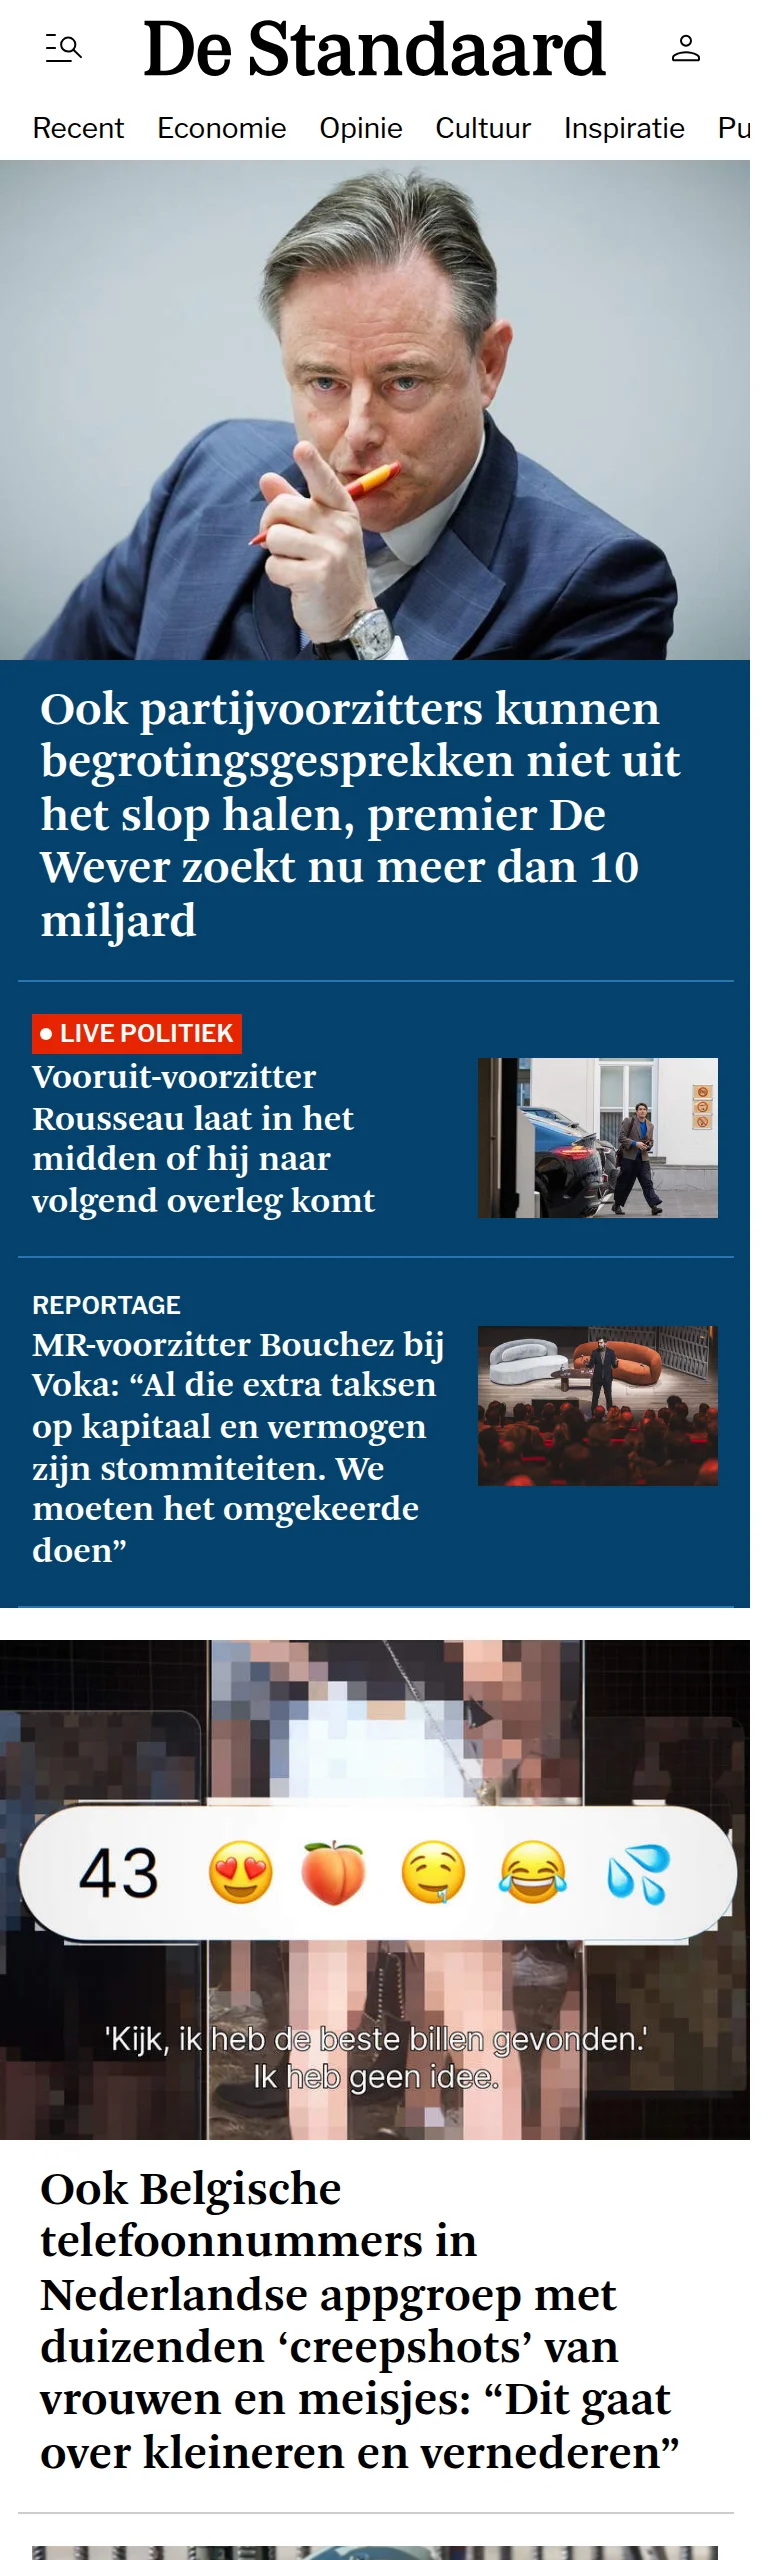 De Standaard
Recent Economie Opinie Cultuur Inspiratie Pu
Ook partijvoorzitters kunnen
begrotingsgesprekken niet uit
het slop halen, premier De
Wever zoekt nu meer dan 10
miljard
LIVE POLITIEK
Vooruit-voorzitter
Rousseau laat in het
midden of hij naar
volgend overleg komt
REPORTAGE
MR-voorzitter Bouchez bij
Voka: “Al die extra taksen
op kapitaal en vermogen
zijn stommiteiten. We
moeten het omgekeerde
doen”
43
'Kijk, ik heb de beste billen gevonden.'
Ik heb geen idee.
Ook Belgische
telefoonnummers in
Nederlandse appgroep met
duizenden ‘creepshots’ van
vrouwen en meisjes: “Dit gaat
over kleineren en vernederen”